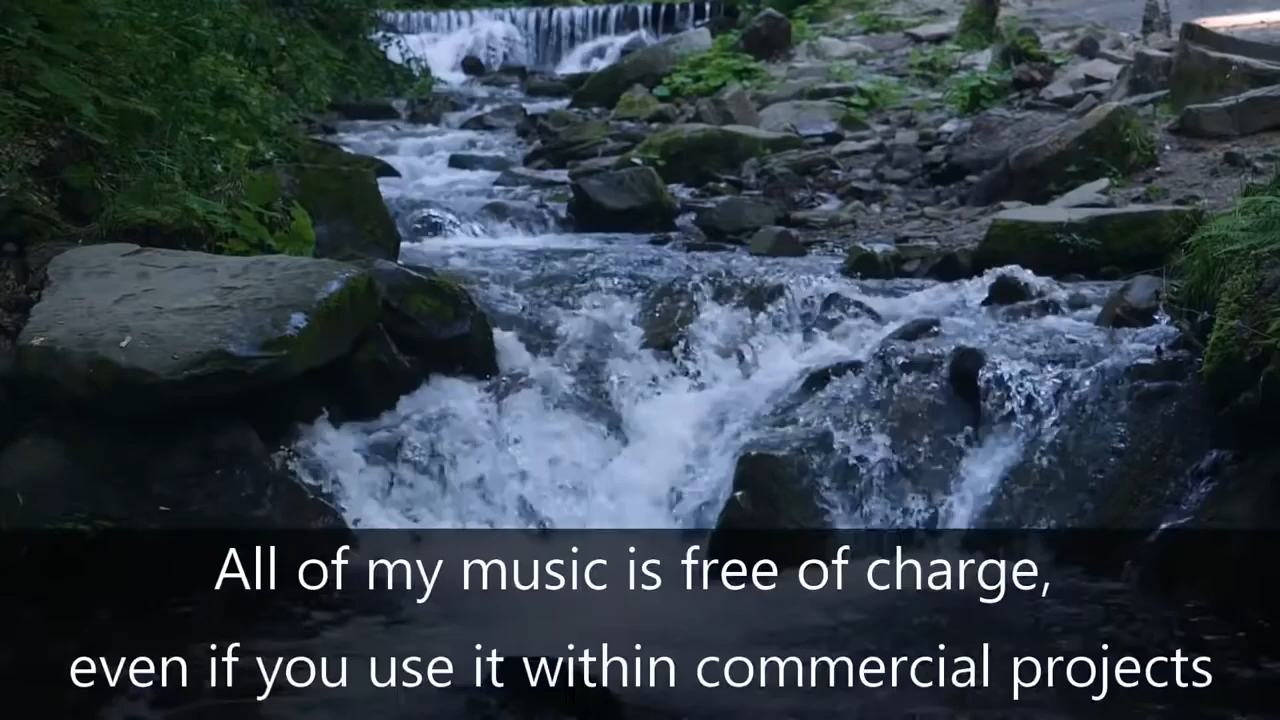 All of my music is free of charge,
even if you use it within commercial projects